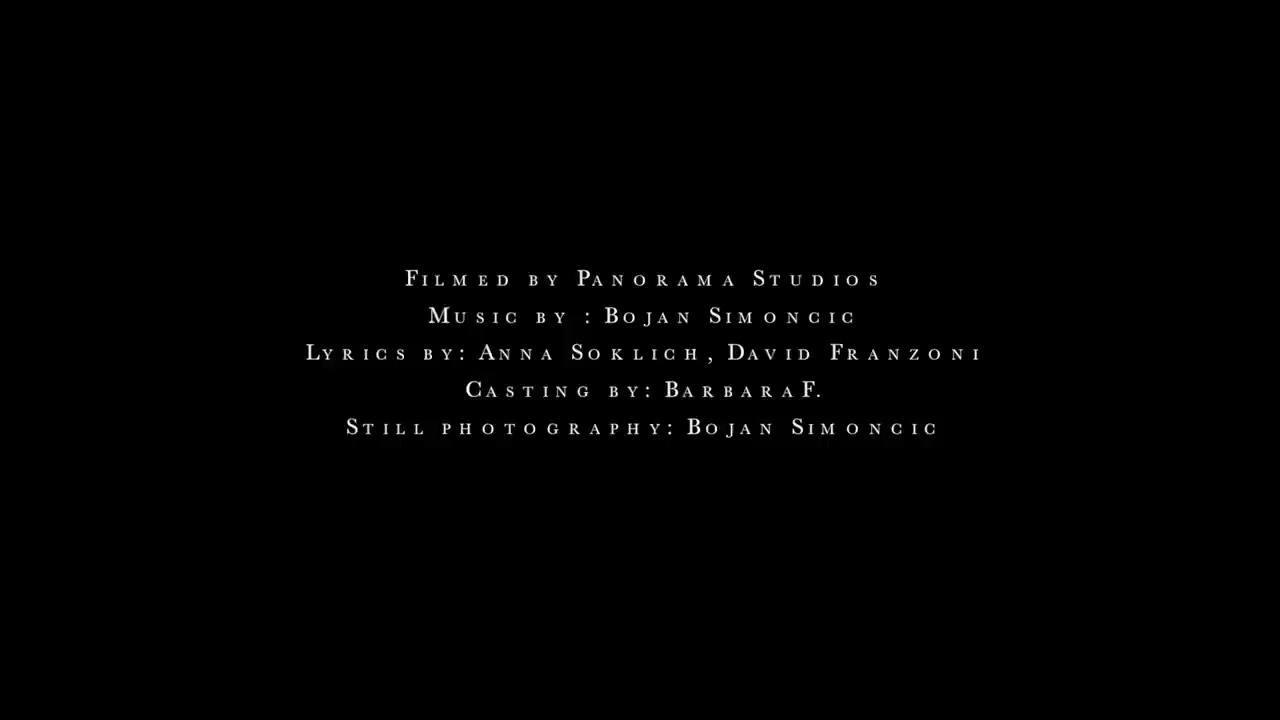 Filmed by Panorama Studios
Music by : Bojan Simoncic
Lyrics by: Anna Soklich, David Franzoni
Casting by: BarbaraF.
Still photography: Bojan Simoncic